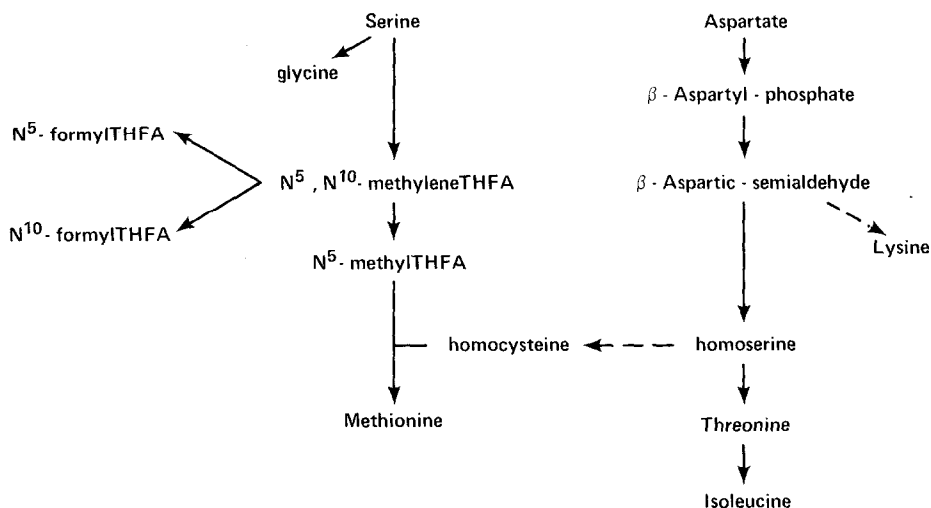 Serine
Aspartate
glycine
β - Aspartyl - phosphate
N⁵- formylTHFA
N⁵ , N¹⁰- methyleneTHFA
β - Aspartic - semialdehyde
N¹⁰- formylTHFA
Lysine
N⁵- methylTHFA
homocysteine
homoserine
Methionine
Threonine
Isoleucine